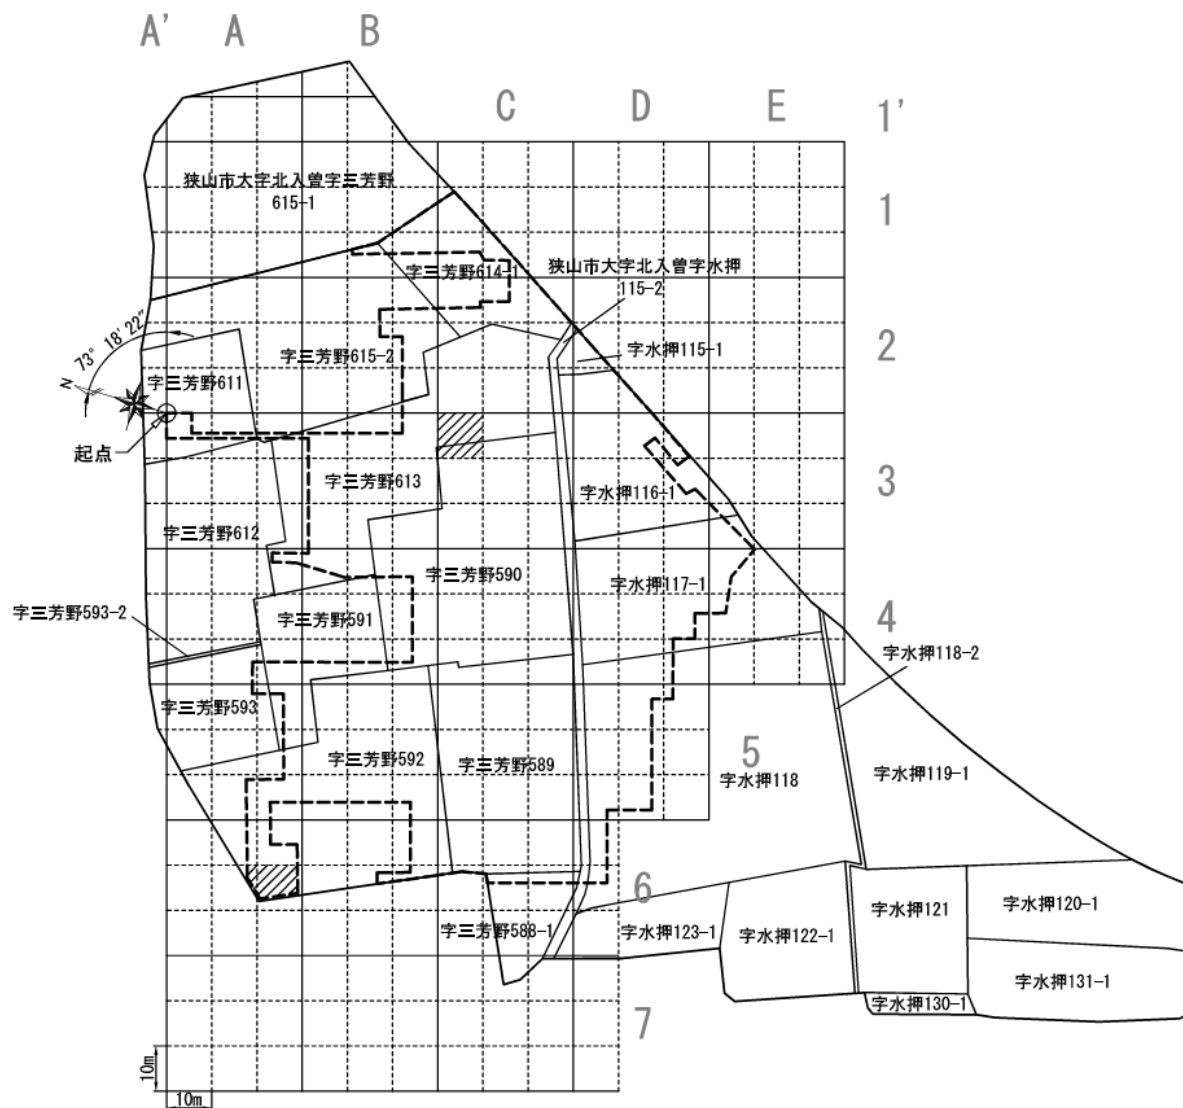 A'
A
B
C
D
E
1'
狭山市大字北入曽字三芳野
615-1
1
字三芳野614-1
狭山市大字北入曽字水押
115-2
73° 18′ 22″
字三芳野615-2
字水押115-1
2
N
字三芳野611
起点
字三芳野613
字水押116-1
3
字三芳野612
字三芳野590
字水押117-1
字三芳野593-2
字三芳野591
4
字水押118-2
字三芳野593
字三芳野592
字三芳野589
5
字水押118
字水押119-1
6
字三芳野588-1
字水押123-1
字水押122-1
字水押121
字水押120-1
字水押131-1
字水押130-1
7
10m
10m